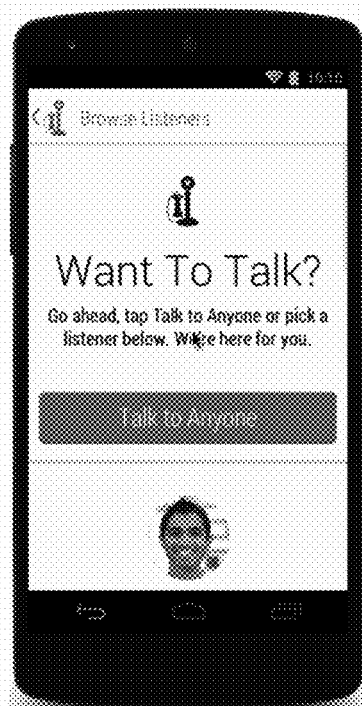 Browse Listeners
Want To Talk?
Go ahead, tap Talk to Anyone or pick a
listener below. We're here for you.
Talk to Anyone